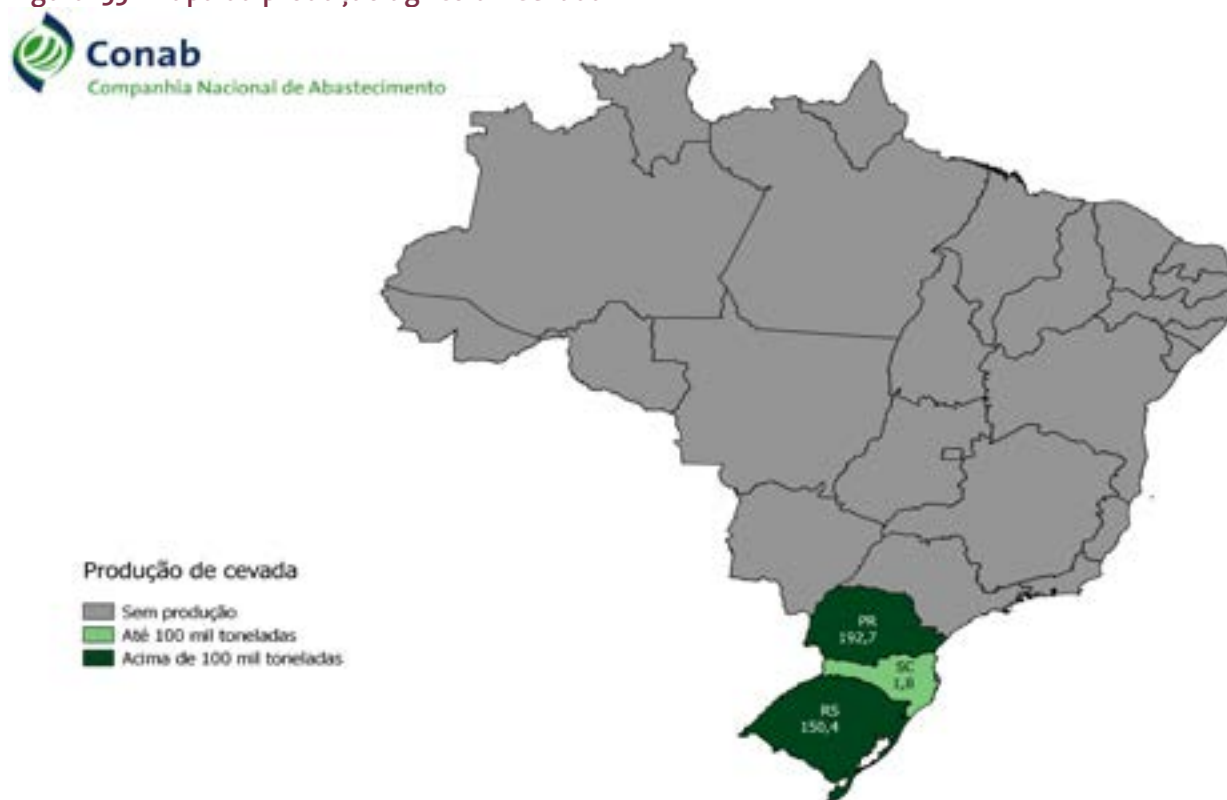 Conab
Companhia Nacional de Abastecimento
Produção de cevada
Sem produção
Até 100 mil toneladas
Acima de 100 mil toneladas
PR
192,7
SC
1,8
RS
150,4